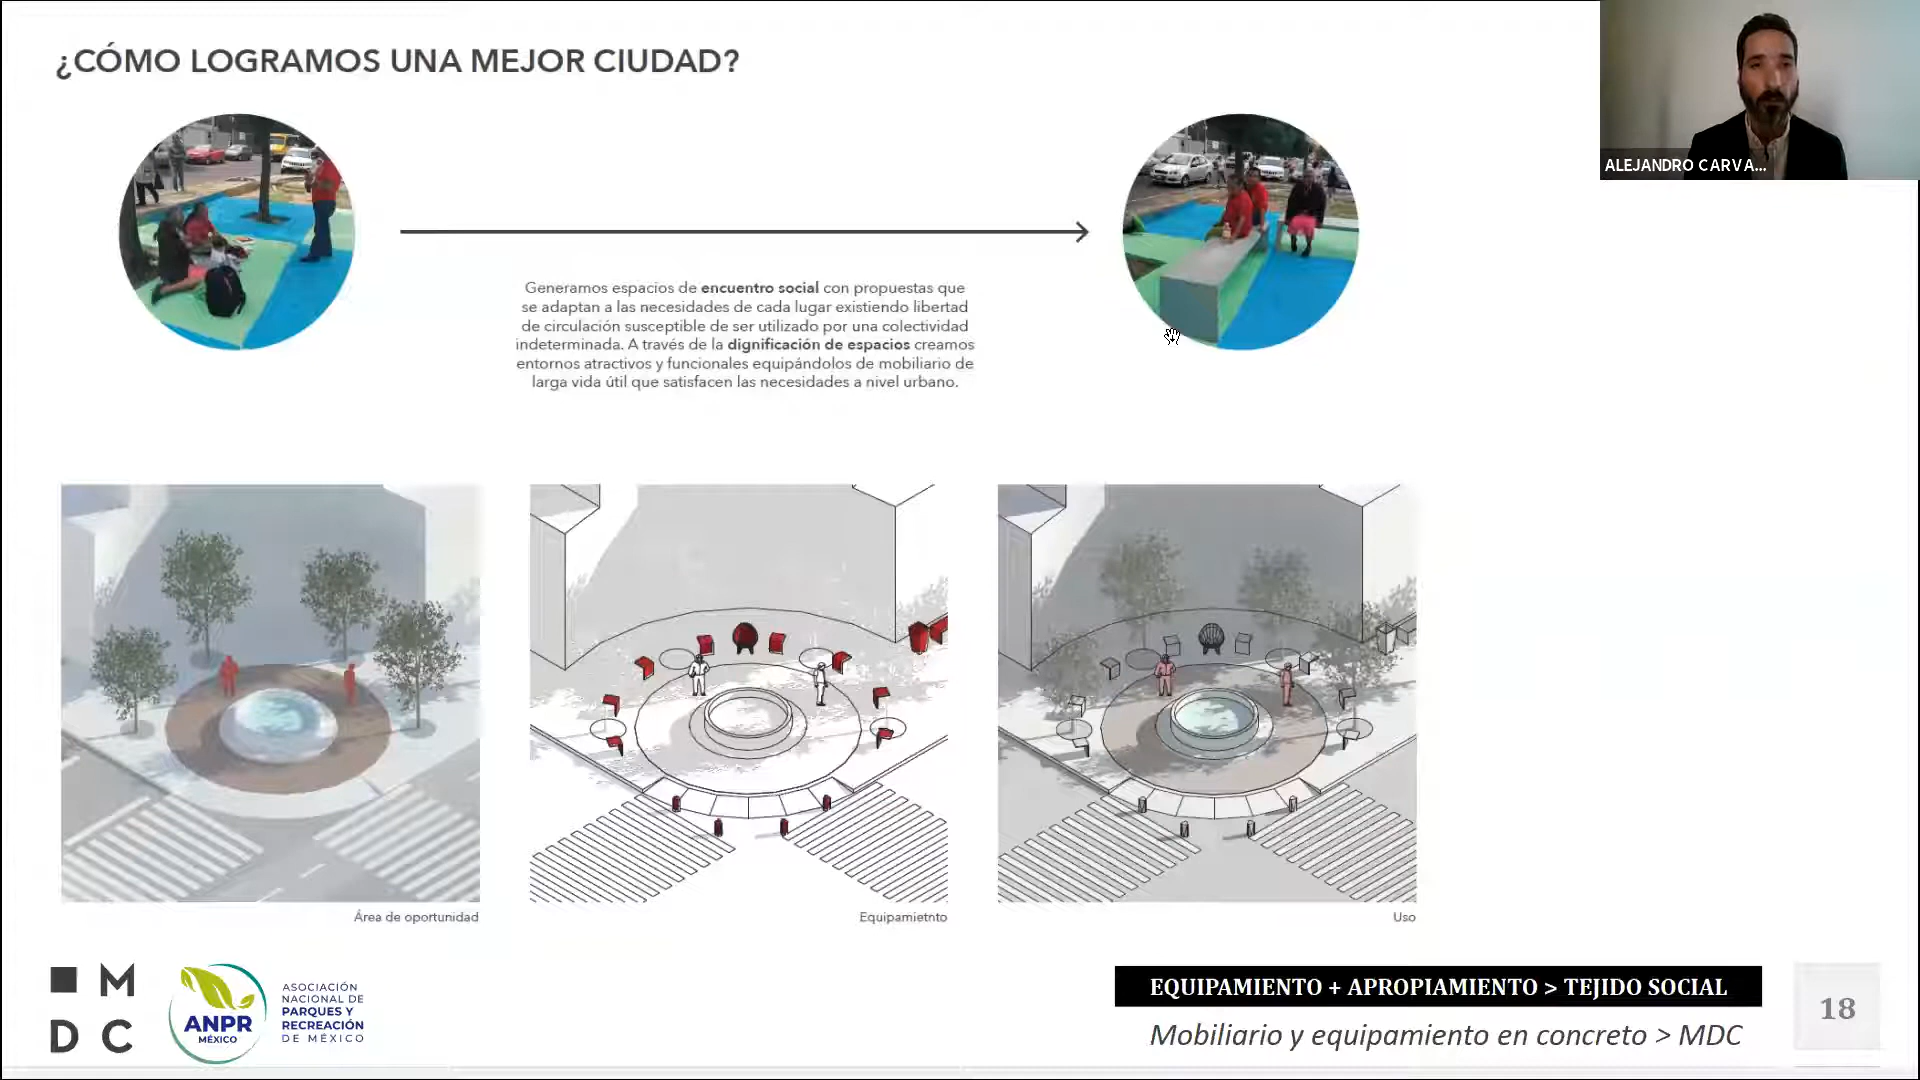 ¿CÓMO LOGRAMOS UNA MEJOR CIUDAD?
ALEJANDRO CARVA...
Generamos espacios de encuentro social con propuestas que
se adaptan a las necesidades de cada lugar existiendo libertad
de circulación susceptible de ser utilizado por una colectividad
indeterminada. A través de la dignificación de espacios creamos
entornos atractivos y funcionales equipándolos de mobiliario de
larga vida útil que satisfacen las necesidades a nivel urbano.
Área de oportunidad
Equipamietnto
Uso
M
D C
ANPR
MÉXICO
ASOCIACIÓN
NACIONAL DE
PARQUES Y
RECREACIÓN
DE MÉXICO
EQUIPAMIENTO + APROPIAMIENTO > TEJIDO SOCIAL
Mobiliario y equipamiento en concreto > MDC
18